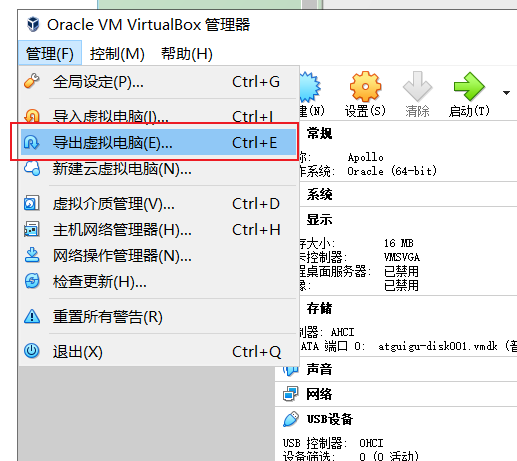 Oracle VM VirtualBox 管理器
管理(F) 控制(M) 帮助(H)
全局设定(P)... Ctrl+G
导入虚拟电脑(I)... Ctrl+I
导出虚拟电脑(E)... Ctrl+E
新建云虚拟电脑(N)...
虚拟介质管理(V)... Ctrl+D
主机网络管理器(H)... Ctrl+H
网络操作管理器(N)...
检查更新(H)...
重置所有警告(R)
退出(X) Ctrl+Q
建(N) 设置(S) 清除 启动(T)
常规
称: Apollo
作系统: Oracle (64-bit)
系统
显示
存大小: 16 MB
卡控制器: VMSVGA
程桌面服务器: 已禁用
像: 已禁用
存储
制器: AHCI
ATA 端口 0: atguigu-disk001.vmdk (普
声音
网络
USB设备
USB 控制器: OHCI
设备筛选: 0 (0 活动)